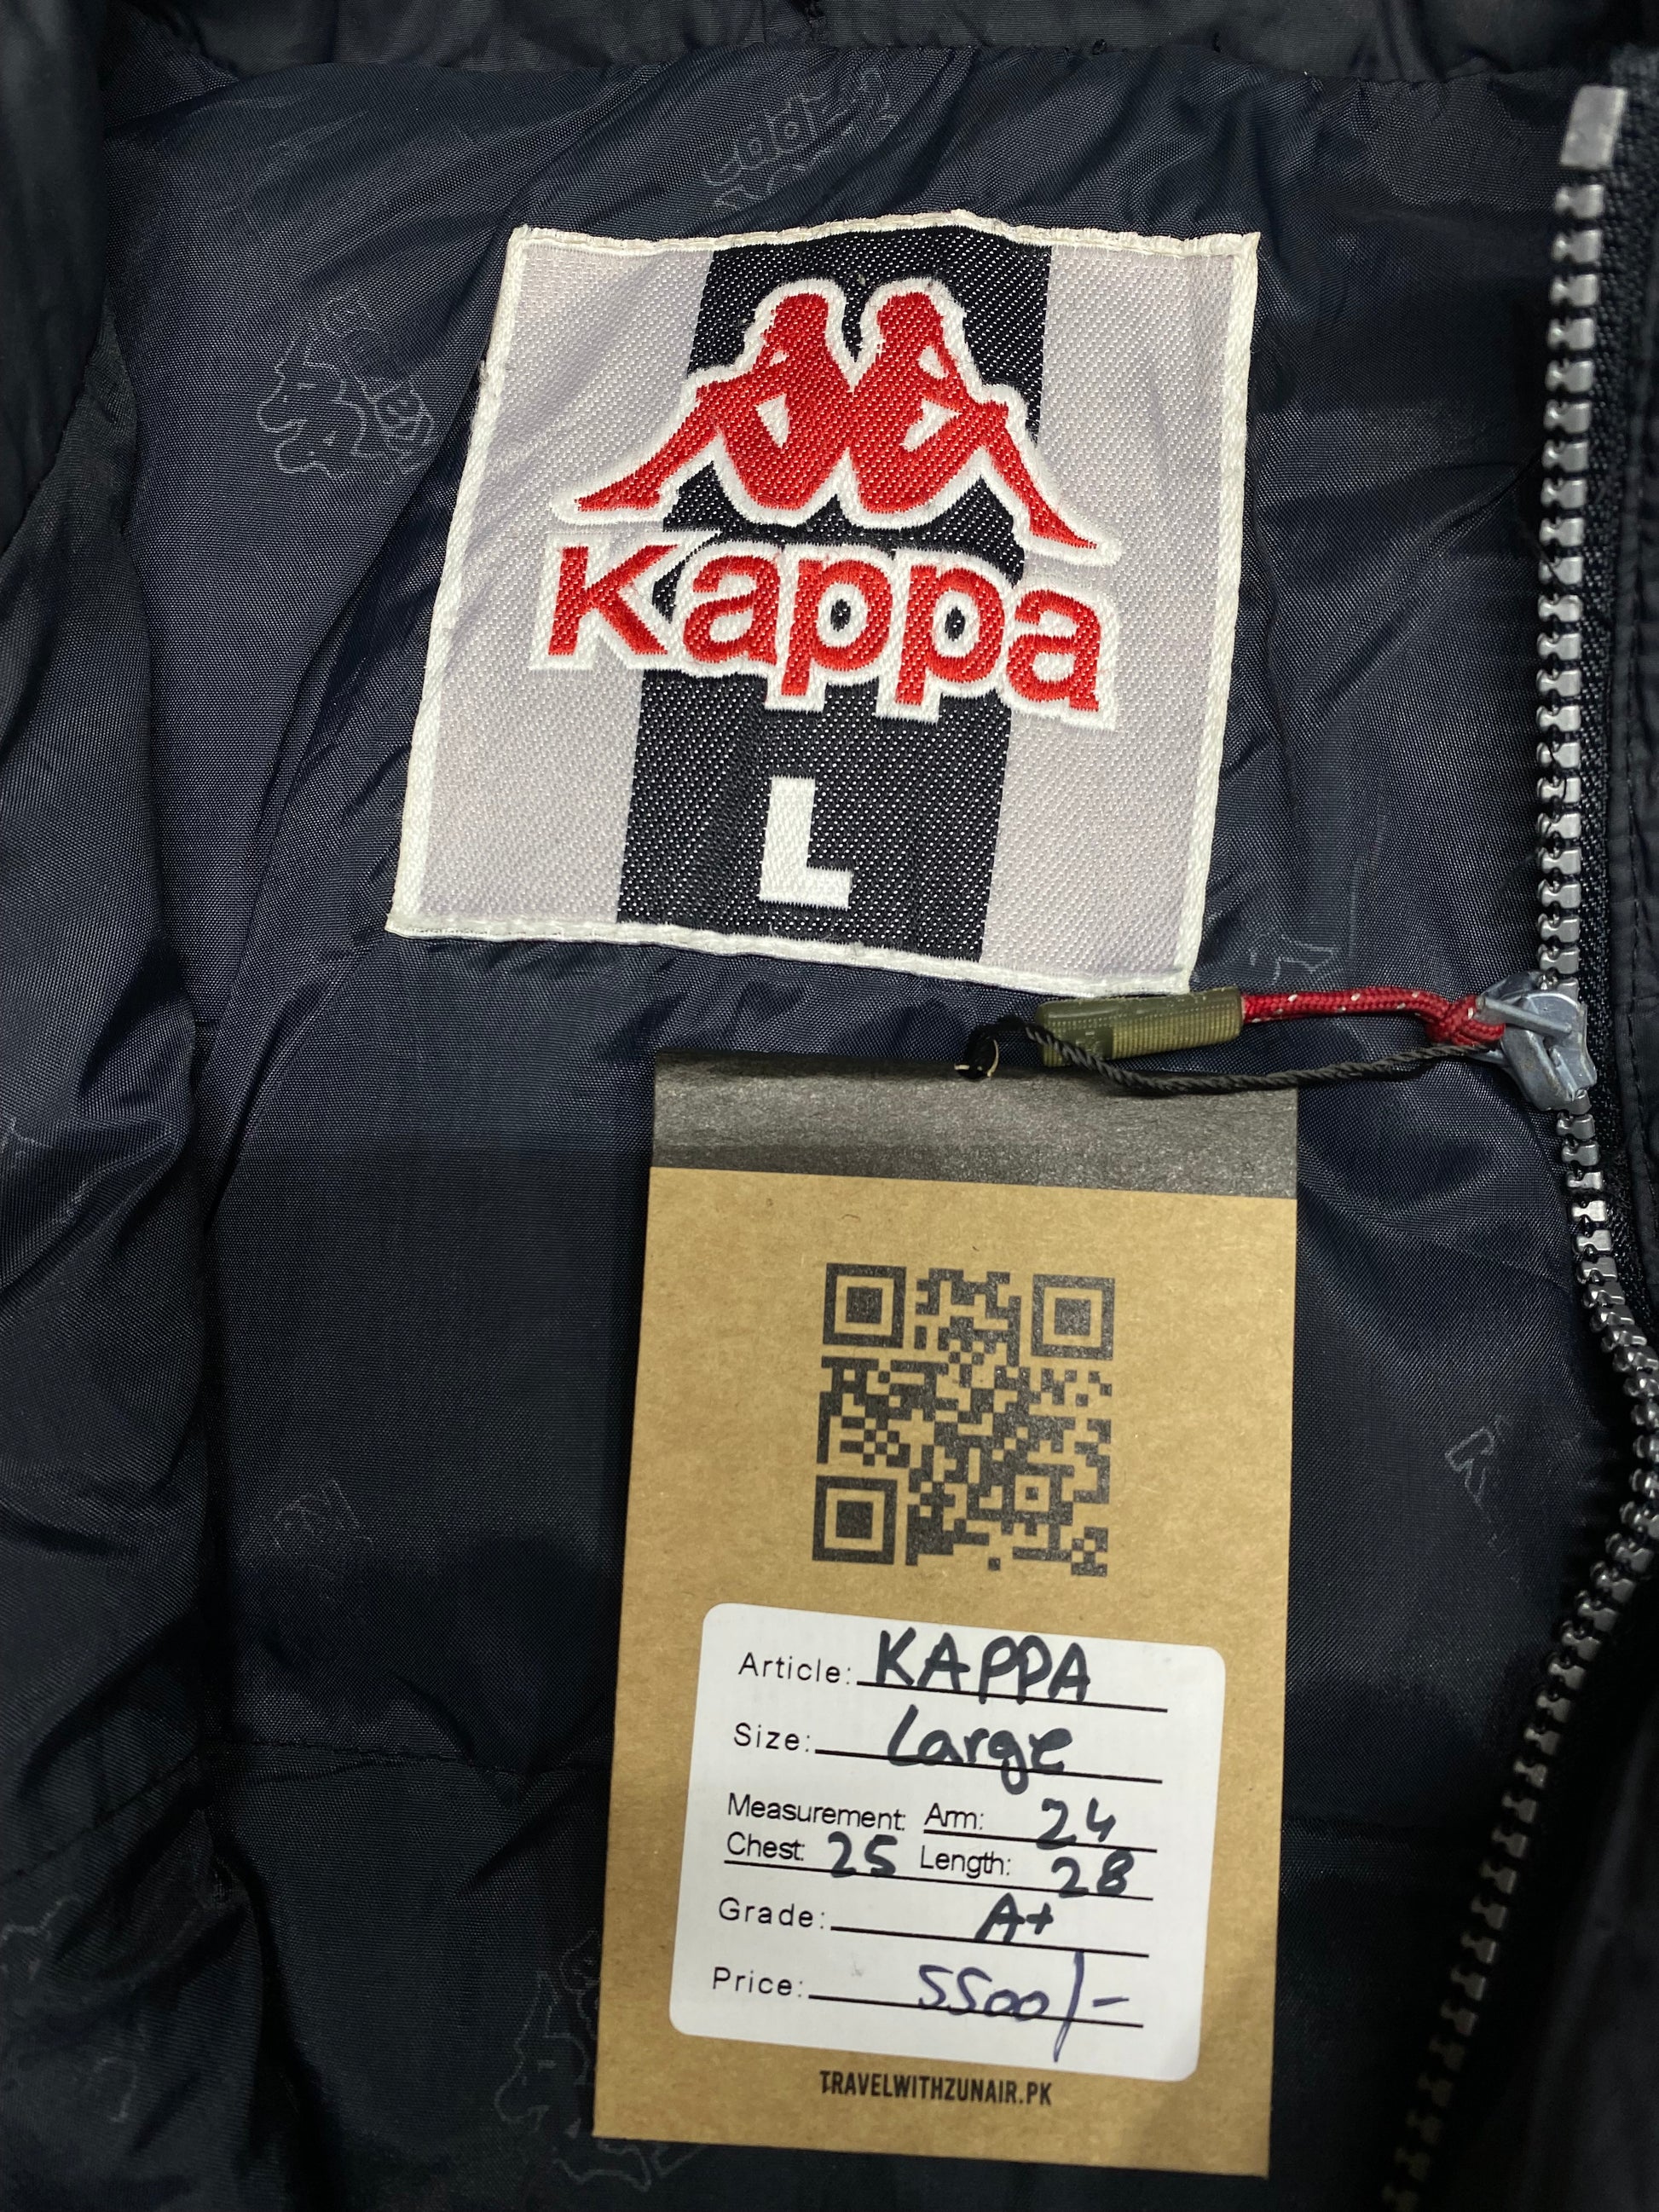 Kappa
L
Article: KAPPA
Size: Large
Measurement: Arm: 24
Chest: 25 Length: 28
Grade: A+
Price: 5500/-
TRAVELWITHZUNAIR.PK